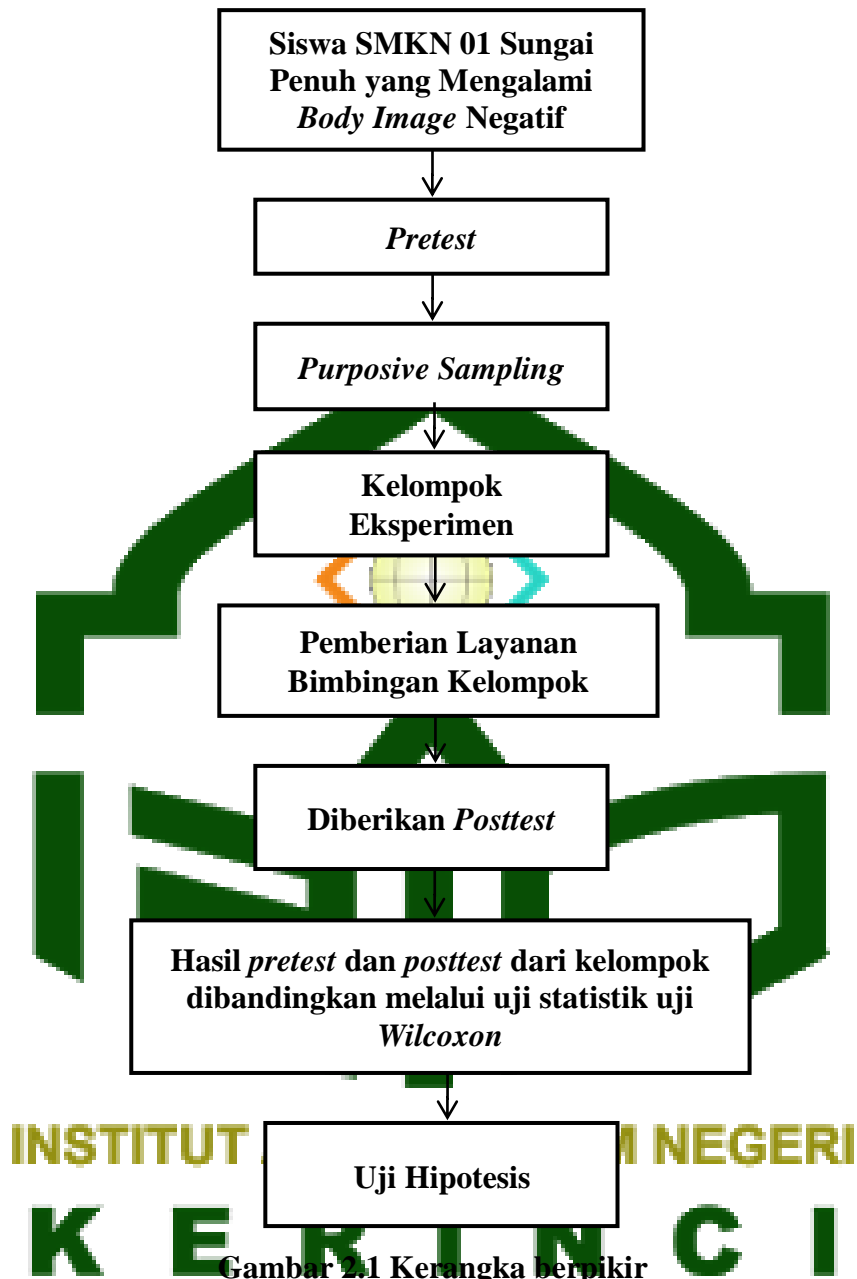 Siswa SMKN 01 Sungai
Penuh yang Mengalami
Body Image Negatif
Pretest
Purposive Sampling
Kelompok
Eksperimen
Pemberian Layanan
Bimbingan Kelompok
Diberikan Posttest
Hasil pretest dan posttest dari kelompok
dibandingkan melalui uji statistik uji
Wilcoxon
INSTITUT M NEGERI
Uji Hipotesis
K E R I N C I
Gambar 2.1 Kerangka berpikir